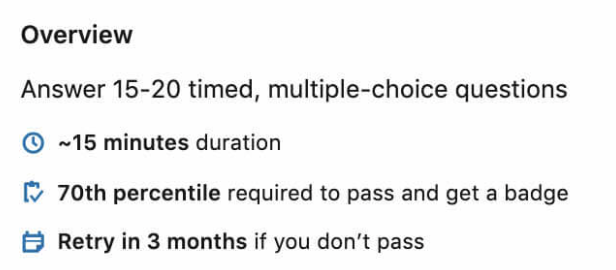 Overview
Answer 15-20 timed, multiple-choice questions
~15 minutes duration
70th percentile required to pass and get a badge
Retry in 3 months if you don’t pass